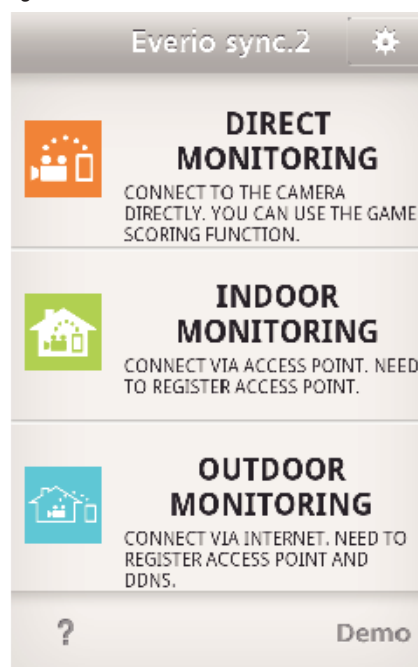 Everio sync.2
DIRECT
MONITORING
CONNECT TO THE CAMERA
DIRECTLY. YOU CAN USE THE GAME
SCORING FUNCTION.
INDOOR
MONITORING
CONNECT VIA ACCESS POINT. NEED
TO REGISTER ACCESS POINT.
OUTDOOR
MONITORING
CONNECT VIA INTERNET. NEED TO
REGISTER ACCESS POINT AND
DDNS.
? Demo